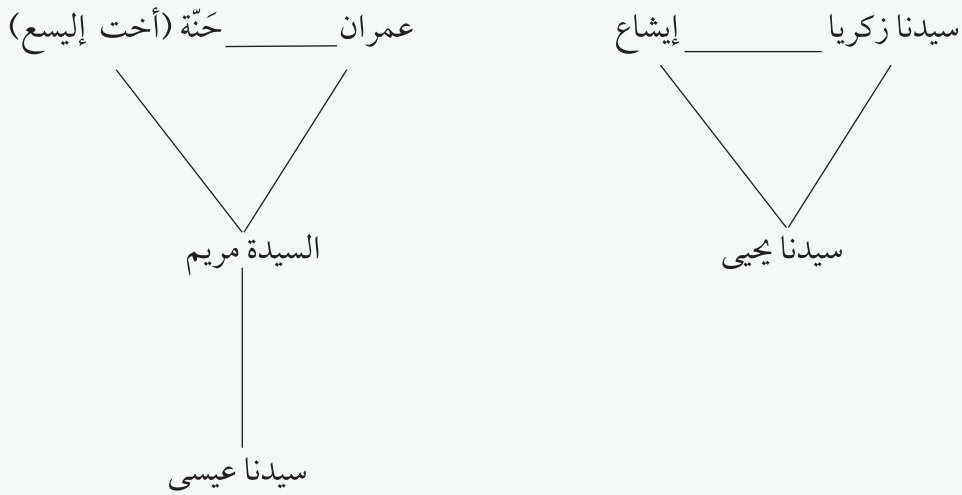 سيدنا زكريا إيشاع
عمران حَنّة (أخت إليسع)
سيدنا يحيى
السيدة مريم
سيدنا عيسى